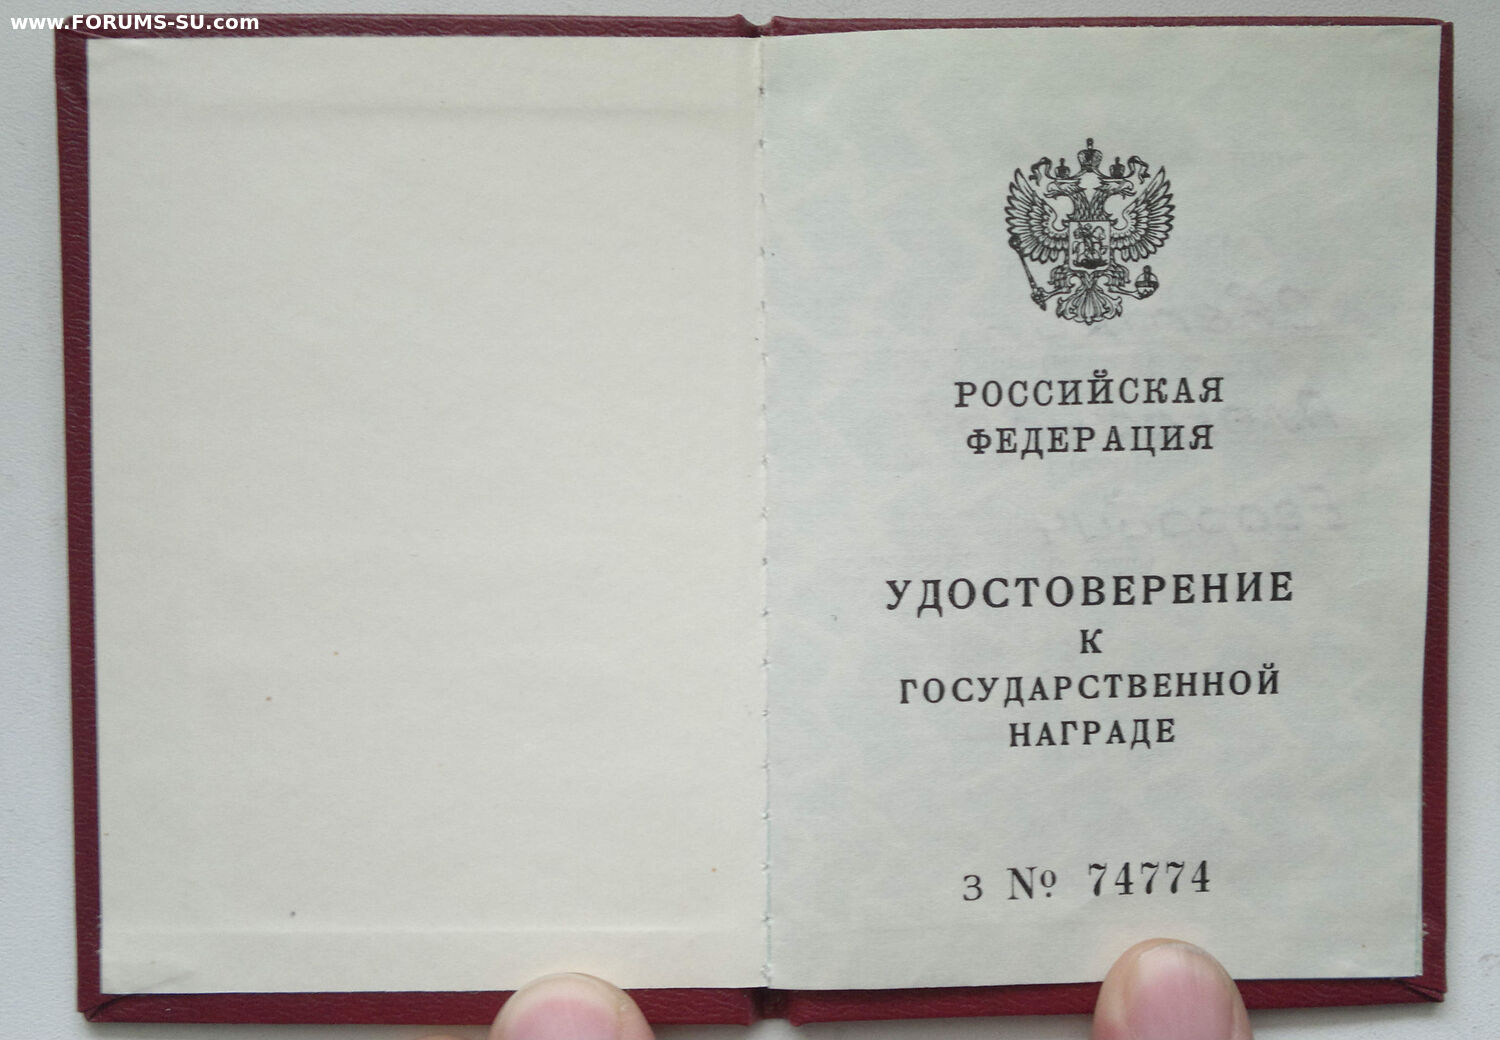 www.FORUMS-SU.com
РОССИЙСКАЯ
ФЕДЕРАЦИЯ
УДОСТОВЕРЕНИЕ
К
ГОСУДАРСТВЕННОЙ
НАГРАДЕ
З № 74774